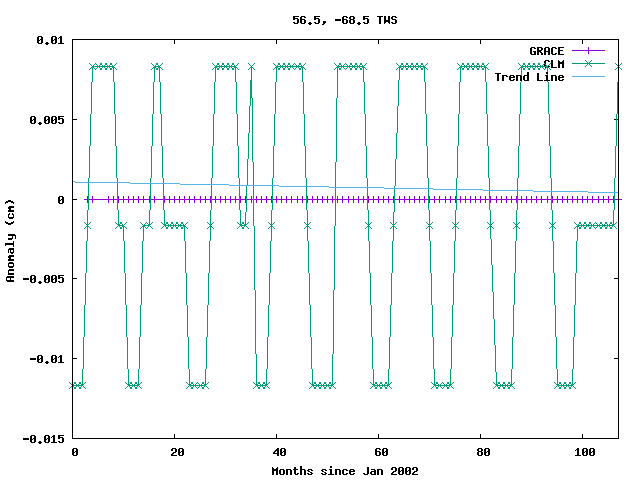 56.5, -68.5 TWS
0.01
0.005
0
-0.005
-0.01
-0.015
Anomaly (cm)
GRACE
CLM
Trend Line
0 20 40 60 80 100
Months since Jan 2002